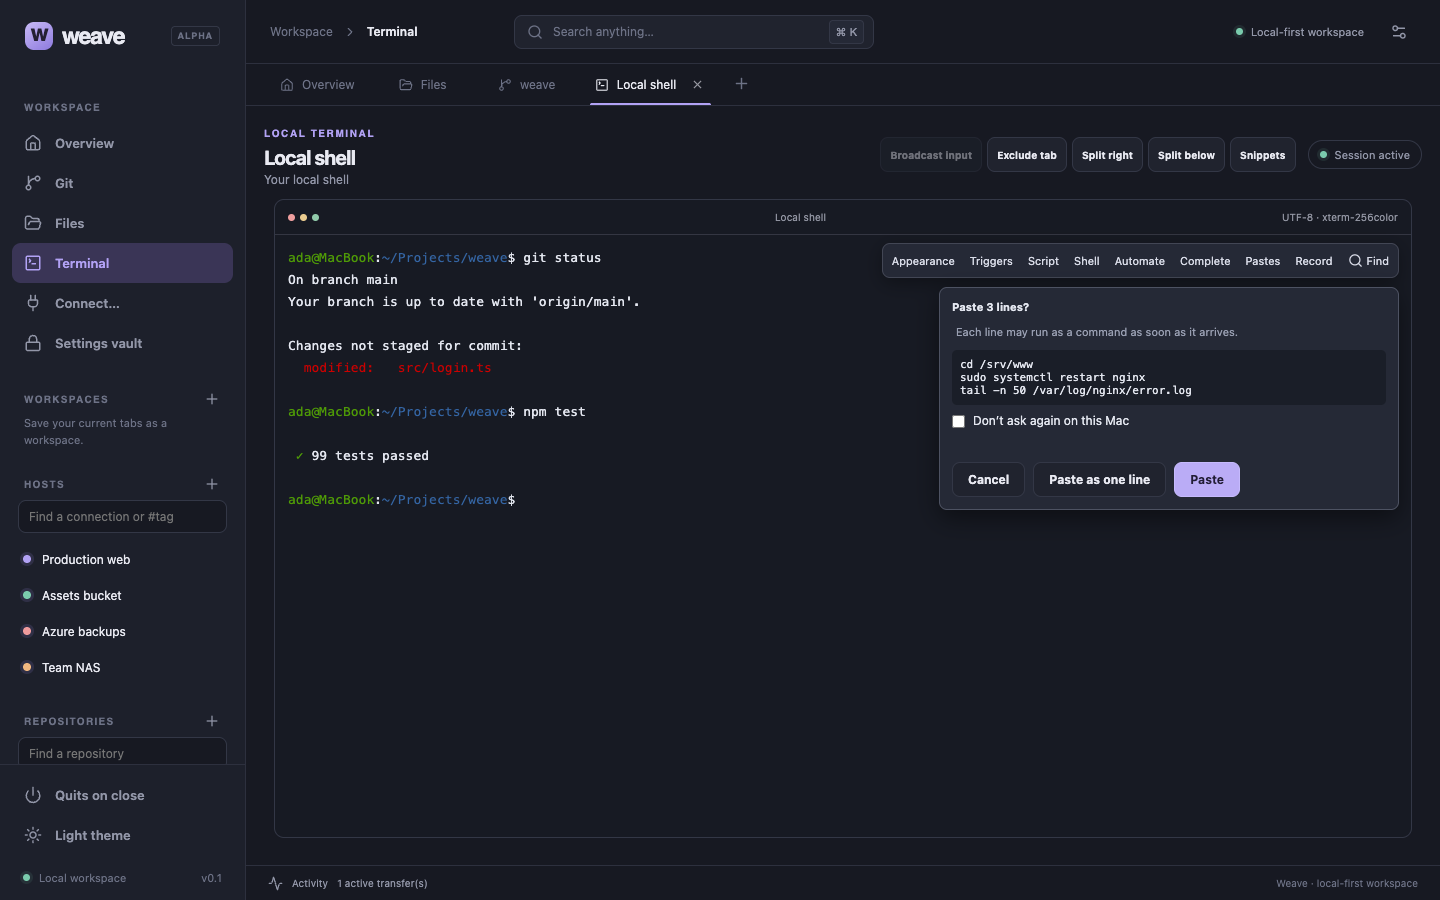 W weave
ALPHA
WORKSPACE
Overview
Git
Files
Terminal
Connect...
Settings vault
WORKSPACES
Save your current tabs as a
workspace.
HOSTS
Find a connection or #tag
Production web
Assets bucket
Azure backups
Team NAS
REPOSITORIES
Find a repository
Quits on close
Light theme
Local workspace
v0.1
Workspace
Terminal
Search anything...
⌘ K
Local-first workspace
Overview
Files
weave
Local shell
LOCAL TERMINAL
Local shell
Your local shell
Broadcast input
Exclude tab
Split right
Split below
Snippets
Session active
Local shell
UTF-8 · xterm-256color
ada@MacBook:~/Projects/weave$ git status
On branch main
Your branch is up to date with 'origin/main'.
Changes not staged for commit:
modified: src/login.ts
ada@MacBook:~/Projects/weave$ npm test
✓ 99 tests passed
ada@MacBook:~/Projects/weave$
Appearance
Triggers
Script
Shell
Automate
Complete
Pastes
Record
Find
Paste 3 lines?
Each line may run as a command as soon as it arrives.
cd /srv/www
sudo systemctl restart nginx
tail -n 50 /var/log/nginx/error.log
Don't ask again on this Mac
Cancel
Paste as one line
Paste
Activity
1 active transfer(s)
Weave · local-first workspace